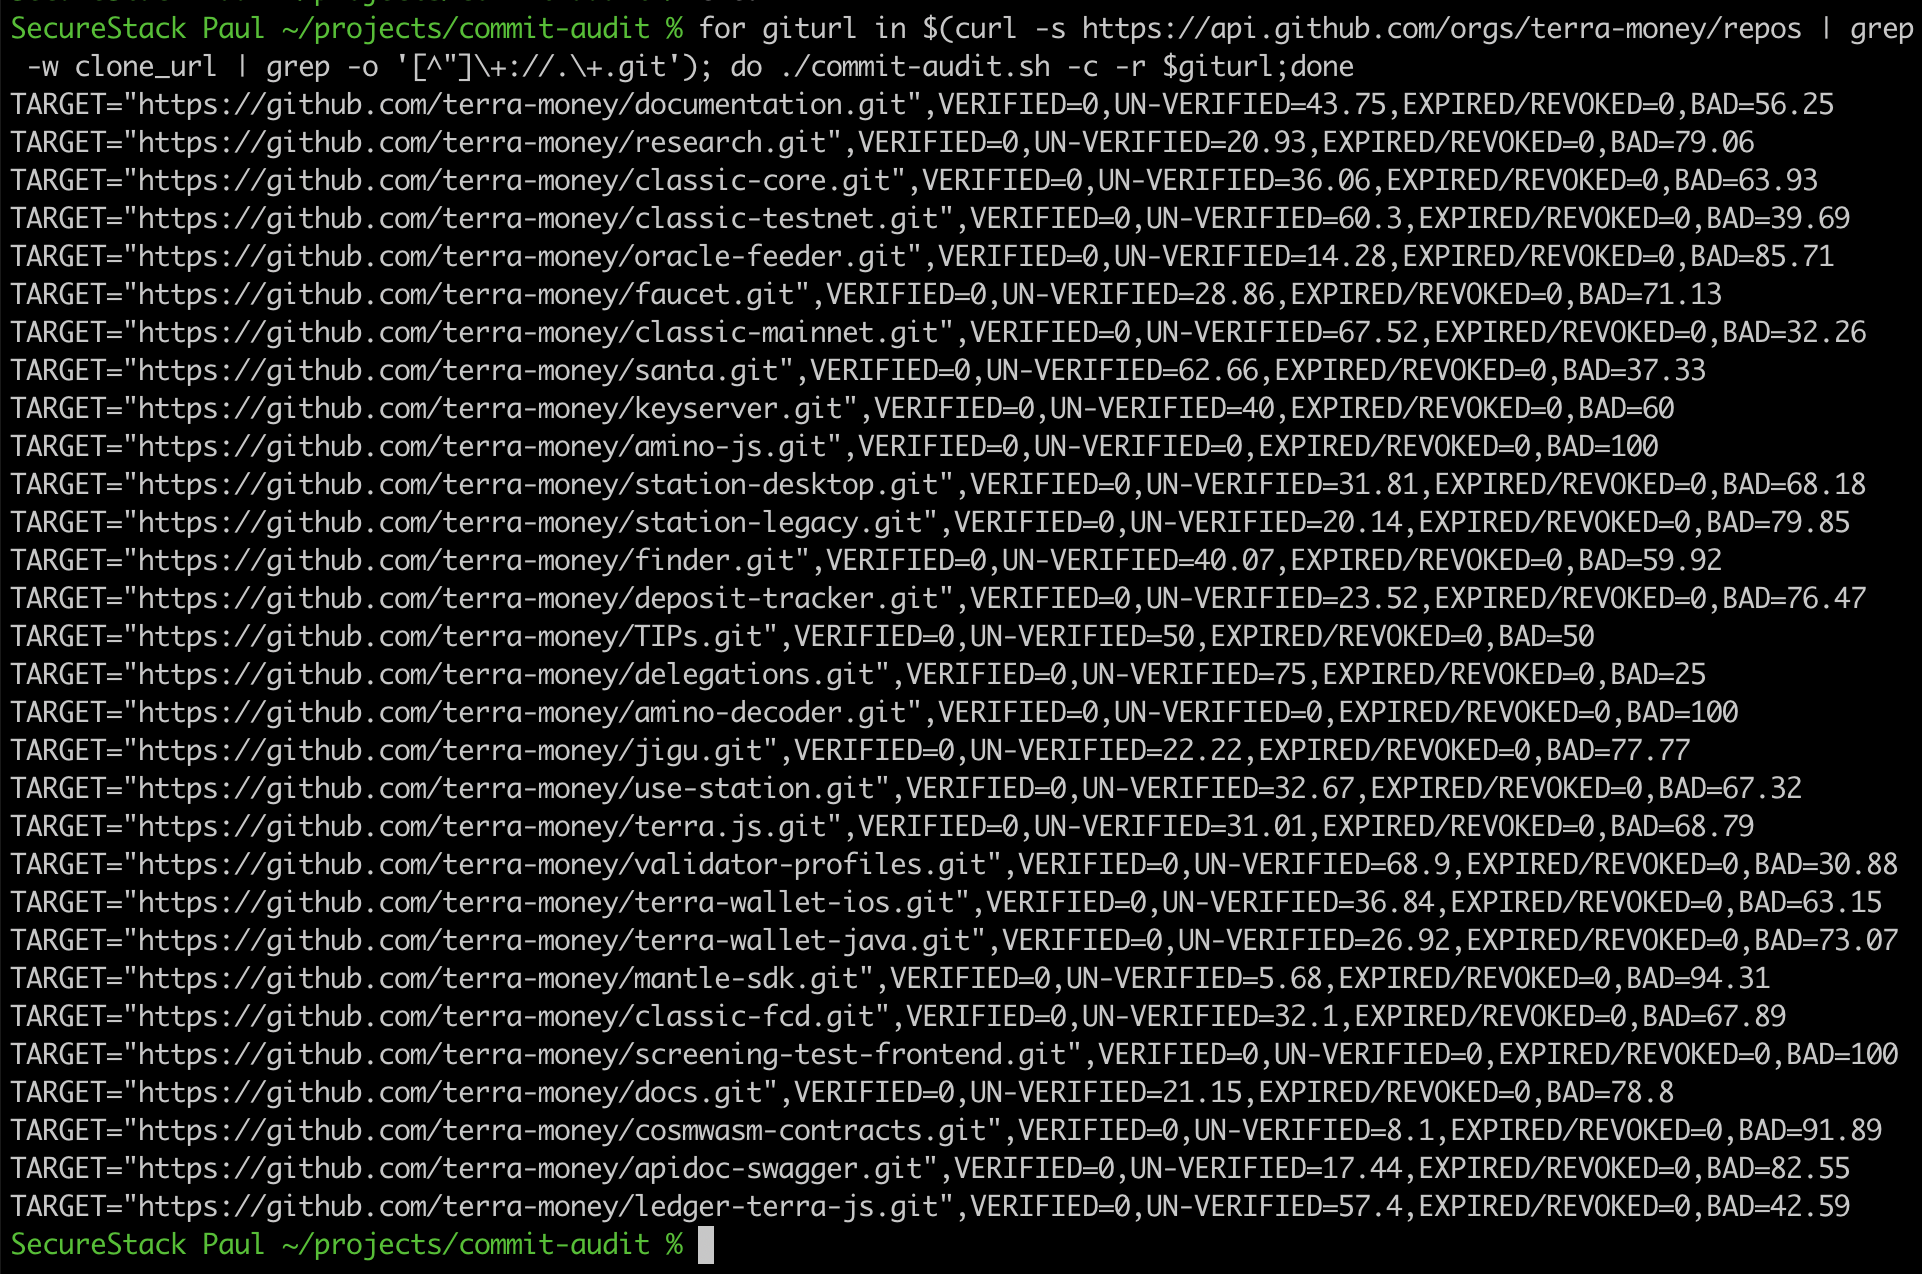 SecureStack Paul ~/projects/commit-audit % for giturl in $(curl -s https://api.github.com/orgs/terra-money/repos | grep
-w clone_url | grep -o '[^"]\+://.\+.git'); do ./commit-audit.sh -c -r $giturl;done
TARGET="https://github.com/terra-money/documentation.git",VERIFIED=0,UN-VERIFIED=43.75,EXPIRED/REVOKED=0,BAD=56.25
TARGET="https://github.com/terra-money/research.git",VERIFIED=0,UN-VERIFIED=20.93,EXPIRED/REVOKED=0,BAD=79.06
TARGET="https://github.com/terra-money/classic-core.git",VERIFIED=0,UN-VERIFIED=36.06,EXPIRED/REVOKED=0,BAD=63.93
TARGET="https://github.com/terra-money/classic-testnet.git",VERIFIED=0,UN-VERIFIED=60.3,EXPIRED/REVOKED=0,BAD=39.69
TARGET="https://github.com/terra-money/oracle-feeder.git",VERIFIED=0,UN-VERIFIED=14.28,EXPIRED/REVOKED=0,BAD=85.71
TARGET="https://github.com/terra-money/faucet.git",VERIFIED=0,UN-VERIFIED=28.86,EXPIRED/REVOKED=0,BAD=71.13
TARGET="https://github.com/terra-money/classic-mainnet.git",VERIFIED=0,UN-VERIFIED=67.52,EXPIRED/REVOKED=0,BAD=32.26
TARGET="https://github.com/terra-money/santa.git",VERIFIED=0,UN-VERIFIED=62.66,EXPIRED/REVOKED=0,BAD=37.33
TARGET="https://github.com/terra-money/keyserver.git",VERIFIED=0,UN-VERIFIED=40,EXPIRED/REVOKED=0,BAD=60
TARGET="https://github.com/terra-money/amino-js.git",VERIFIED=0,UN-VERIFIED=0,EXPIRED/REVOKED=0,BAD=100
TARGET="https://github.com/terra-money/station-desktop.git",VERIFIED=0,UN-VERIFIED=31.81,EXPIRED/REVOKED=0,BAD=68.18
TARGET="https://github.com/terra-money/station-legacy.git",VERIFIED=0,UN-VERIFIED=20.14,EXPIRED/REVOKED=0,BAD=79.85
TARGET="https://github.com/terra-money/finder.git",VERIFIED=0,UN-VERIFIED=40.07,EXPIRED/REVOKED=0,BAD=59.92
TARGET="https://github.com/terra-money/deposit-tracker.git",VERIFIED=0,UN-VERIFIED=23.52,EXPIRED/REVOKED=0,BAD=76.47
TARGET="https://github.com/terra-money/TIPs.git",VERIFIED=0,UN-VERIFIED=50,EXPIRED/REVOKED=0,BAD=50
TARGET="https://github.com/terra-money/delegations.git",VERIFIED=0,UN-VERIFIED=75,EXPIRED/REVOKED=0,BAD=25
TARGET="https://github.com/terra-money/amino-decoder.git",VERIFIED=0,UN-VERIFIED=0,EXPIRED/REVOKED=0,BAD=100
TARGET="https://github.com/terra-money/jigu.git",VERIFIED=0,UN-VERIFIED=22.22,EXPIRED/REVOKED=0,BAD=77.77
TARGET="https://github.com/terra-money/use-station.git",VERIFIED=0,UN-VERIFIED=32.67,EXPIRED/REVOKED=0,BAD=67.32
TARGET="https://github.com/terra-money/terra.js.git",VERIFIED=0,UN-VERIFIED=31.01,EXPIRED/REVOKED=0,BAD=68.79
TARGET="https://github.com/terra-money/validator-profiles.git",VERIFIED=0,UN-VERIFIED=68.9,EXPIRED/REVOKED=0,BAD=30.88
TARGET="https://github.com/terra-money/terra-wallet-ios.git",VERIFIED=0,UN-VERIFIED=36.84,EXPIRED/REVOKED=0,BAD=63.15
TARGET="https://github.com/terra-money/terra-wallet-java.git",VERIFIED=0,UN-VERIFIED=26.92,EXPIRED/REVOKED=0,BAD=73.07
TARGET="https://github.com/terra-money/mantle-sdk.git",VERIFIED=0,UN-VERIFIED=5.68,EXPIRED/REVOKED=0,BAD=94.31
TARGET="https://github.com/terra-money/classic-fcd.git",VERIFIED=0,UN-VERIFIED=32.1,EXPIRED/REVOKED=0,BAD=67.89
TARGET="https://github.com/terra-money/screening-test-frontend.git",VERIFIED=0,UN-VERIFIED=0,EXPIRED/REVOKED=0,BAD=100
TARGET="https://github.com/terra-money/docs.git",VERIFIED=0,UN-VERIFIED=21.15,EXPIRED/REVOKED=0,BAD=78.8
TARGET="https://github.com/terra-money/cosmwasm-contracts.git",VERIFIED=0,UN-VERIFIED=8.1,EXPIRED/REVOKED=0,BAD=91.89
TARGET="https://github.com/terra-money/apidoc-swagger.git",VERIFIED=0,UN-VERIFIED=17.44,EXPIRED/REVOKED=0,BAD=82.55
TARGET="https://github.com/terra-money/ledger-terra-js.git",VERIFIED=0,UN-VERIFIED=57.4,EXPIRED/REVOKED=0,BAD=42.59
SecureStack Paul ~/projects/commit-audit %